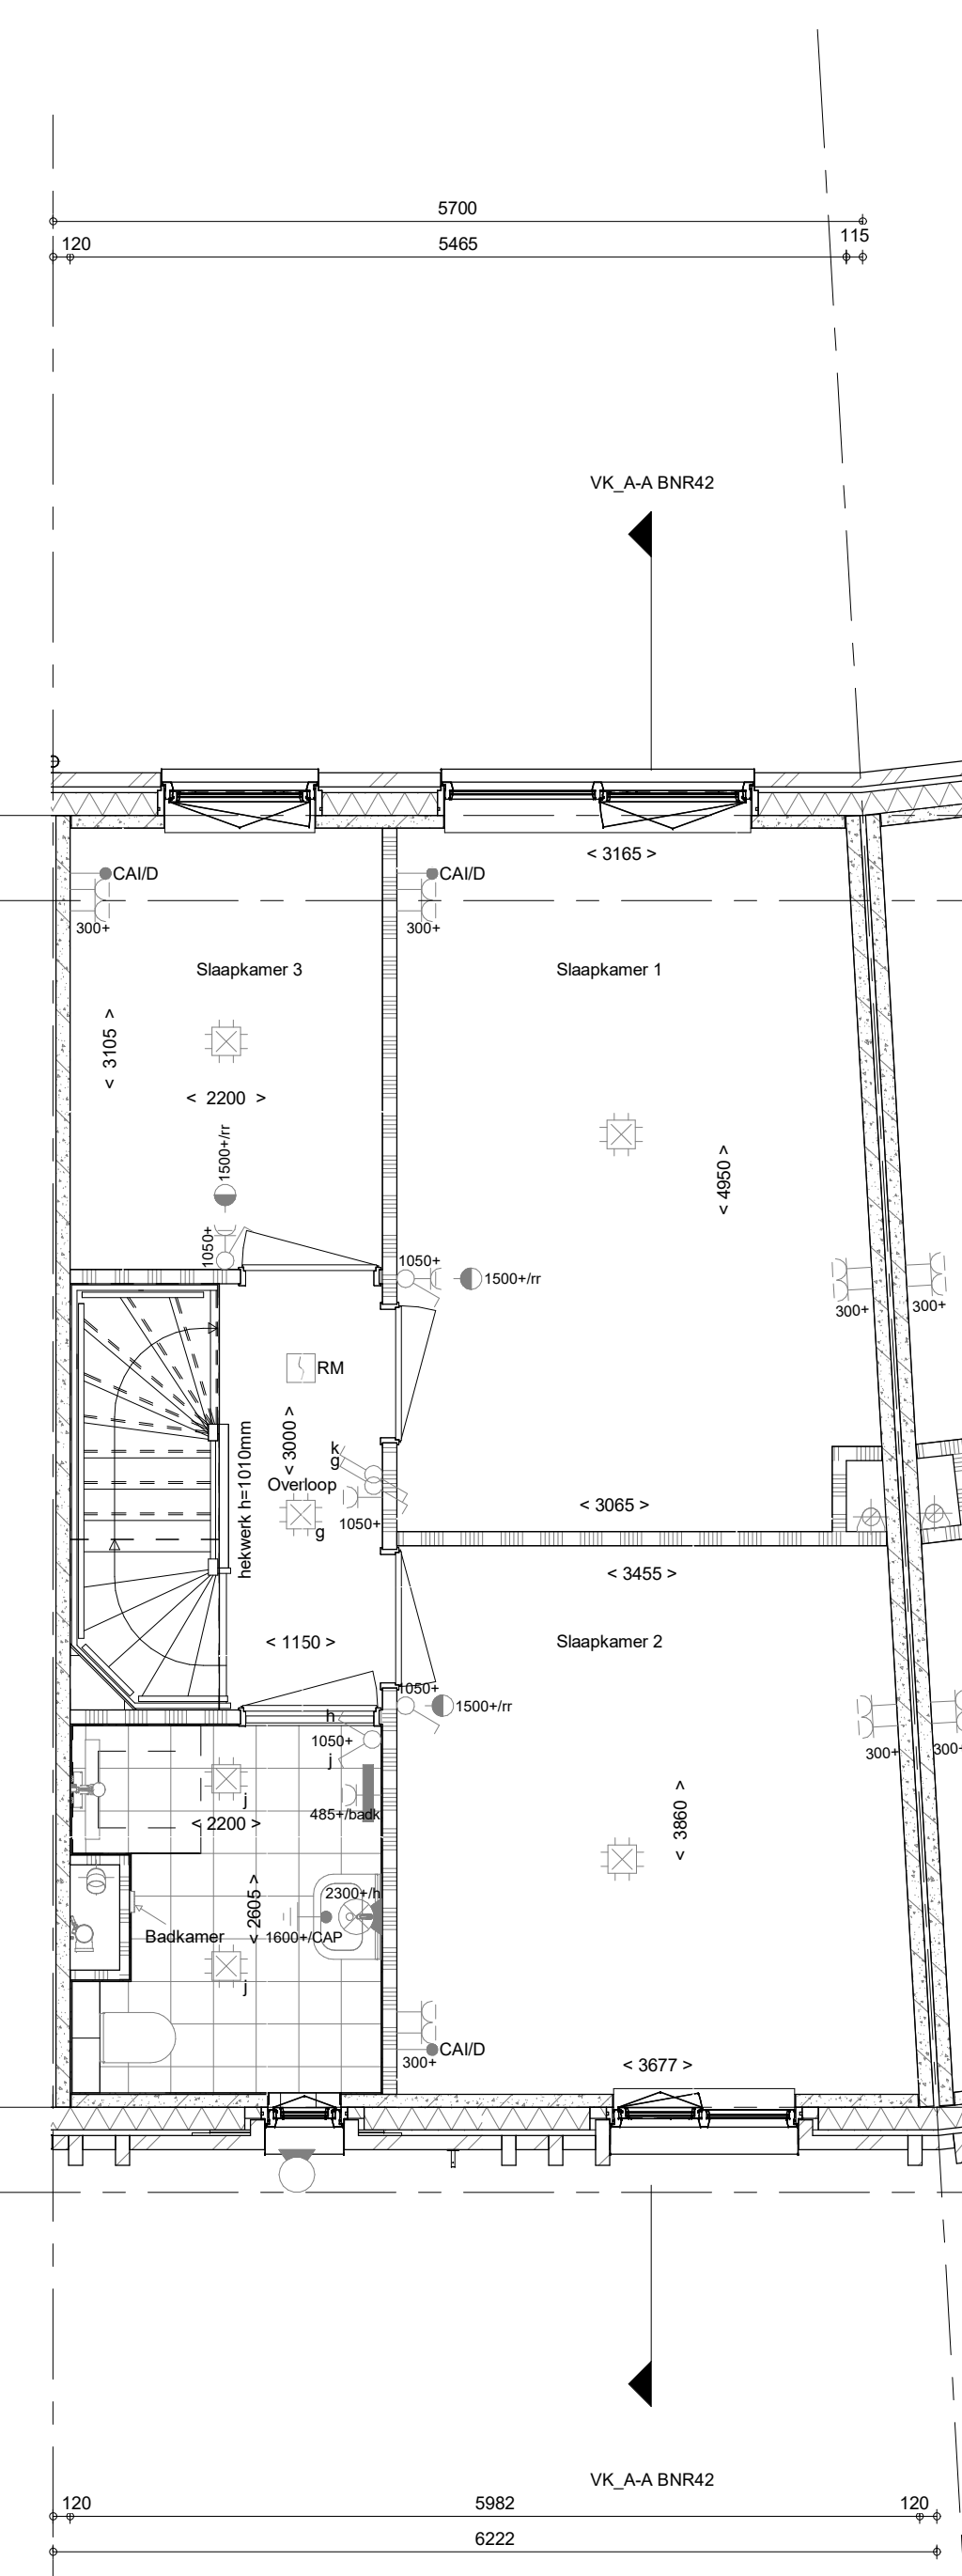 5700
120
5465
115
VK_A-A BNR42
< 3165 >
CAI/D
300+
CAI/D
300+
Slaapkamer 3
Slaapkamer 1
< 3105 >
< 2200 >
1500+/rr
1050+
< 4950 >
1050+
1500+/rr
300+
300+
RM
hekwerk h=1010mm
< 3000 >
k
g
Overloop
g
1050+
< 3065 >
< 3455 >
< 1150 >
Slaapkamer 2
1050+
1500+/rr
h
1050+
j
300+
300+
j
485+/badk
< 2200 >
< 3860 >
2300+/h
< 2605 >
Badkamer
1600+/CAP
j
CAI/D
300+
< 3677 >
VK_A-A BNR42
120
5982
120
6222